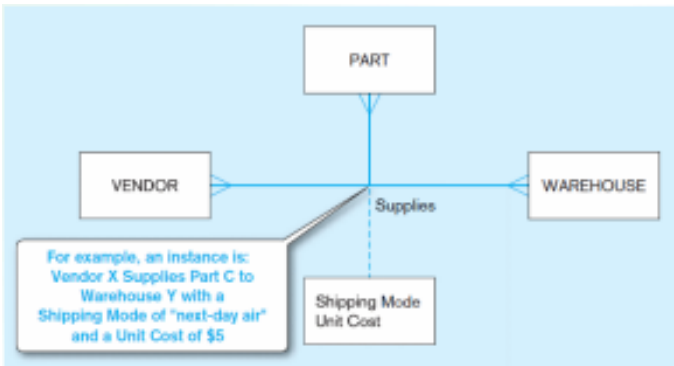 PART
VENDOR
WAREHOUSE
Supplies
For example, an instance is:
Vendor X Supplies Part C to
Warehouse Y with a
Shipping Mode of "next-day air"
and a Unit Cost of $5
Shipping Mode
Unit Cost